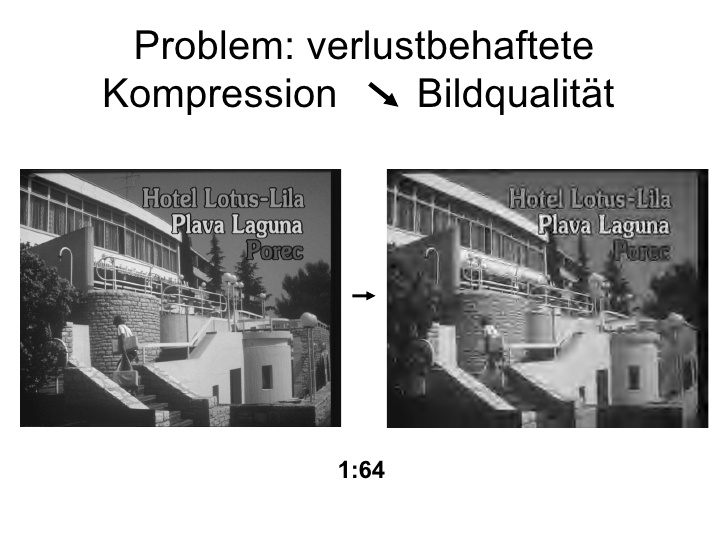 Problem: verlustbehaftete
Kompression ➘ Bildqualität
Hotel Lotus-Lila
Plava Laguna
Porec
→
Hotel Lotus-Lila
Plava Laguna
Porec
1:64